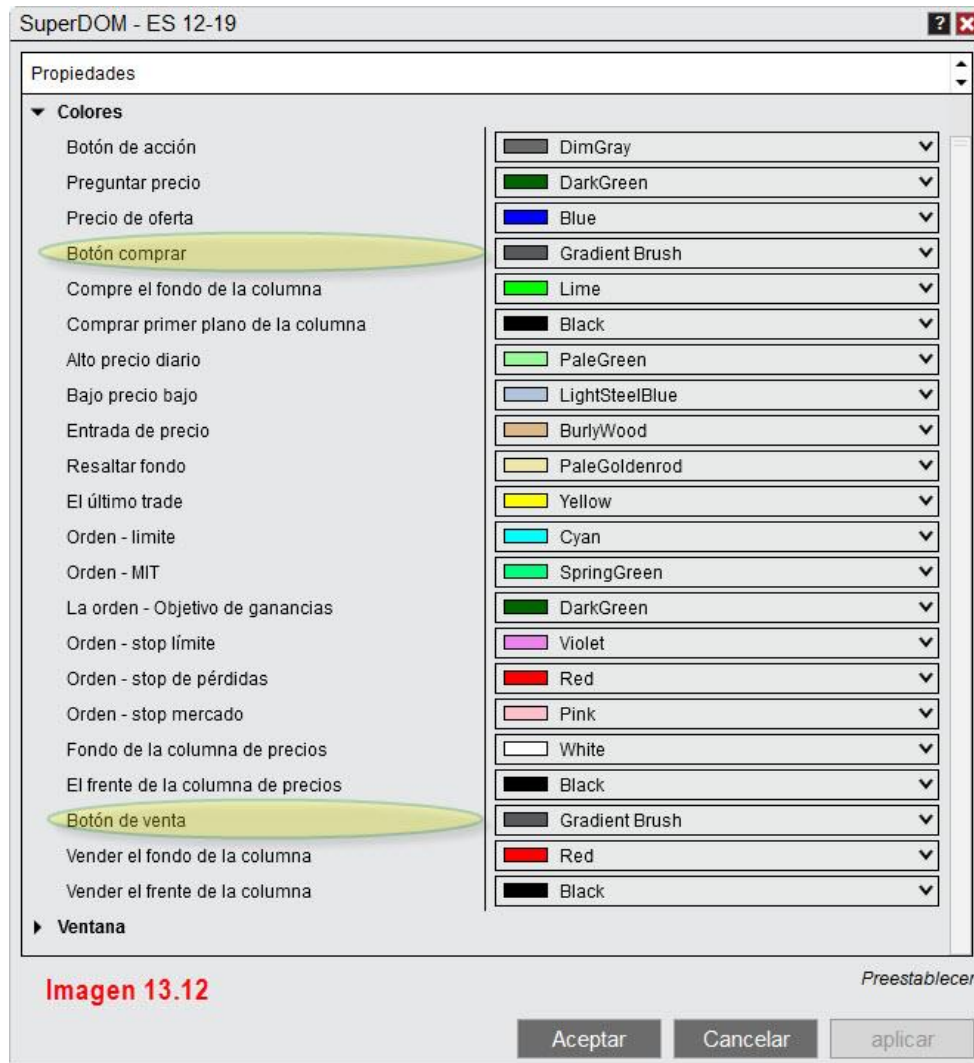 SuperDOM - ES 12-19
?
Propiedades
Colores
Botón de acción DimGray
Preguntar precio DarkGreen
Precio de oferta Blue
Botón comprar Gradient Brush
Compre el fondo de la columna Lime
Comprar primer plano de la columna Black
Alto precio diario PaleGreen
Bajo precio bajo LightSteelBlue
Entrada de precio BurlyWood
Resaltar fondo PaleGoldenrod
El último trade Yellow
Orden - limite Cyan
Orden - MIT SpringGreen
La orden - Objetivo de ganancias DarkGreen
Orden - stop límite Violet
Orden - stop de pérdidas Red
Orden - stop mercado Pink
Fondo de la columna de precios White
El frente de la columna de precios Black
Botón de venta Gradient Brush
Vender el fondo de la columna Red
Vender el frente de la columna Black
Ventana
Preestablecer
Imagen 13.12
Aceptar Cancelar aplicar